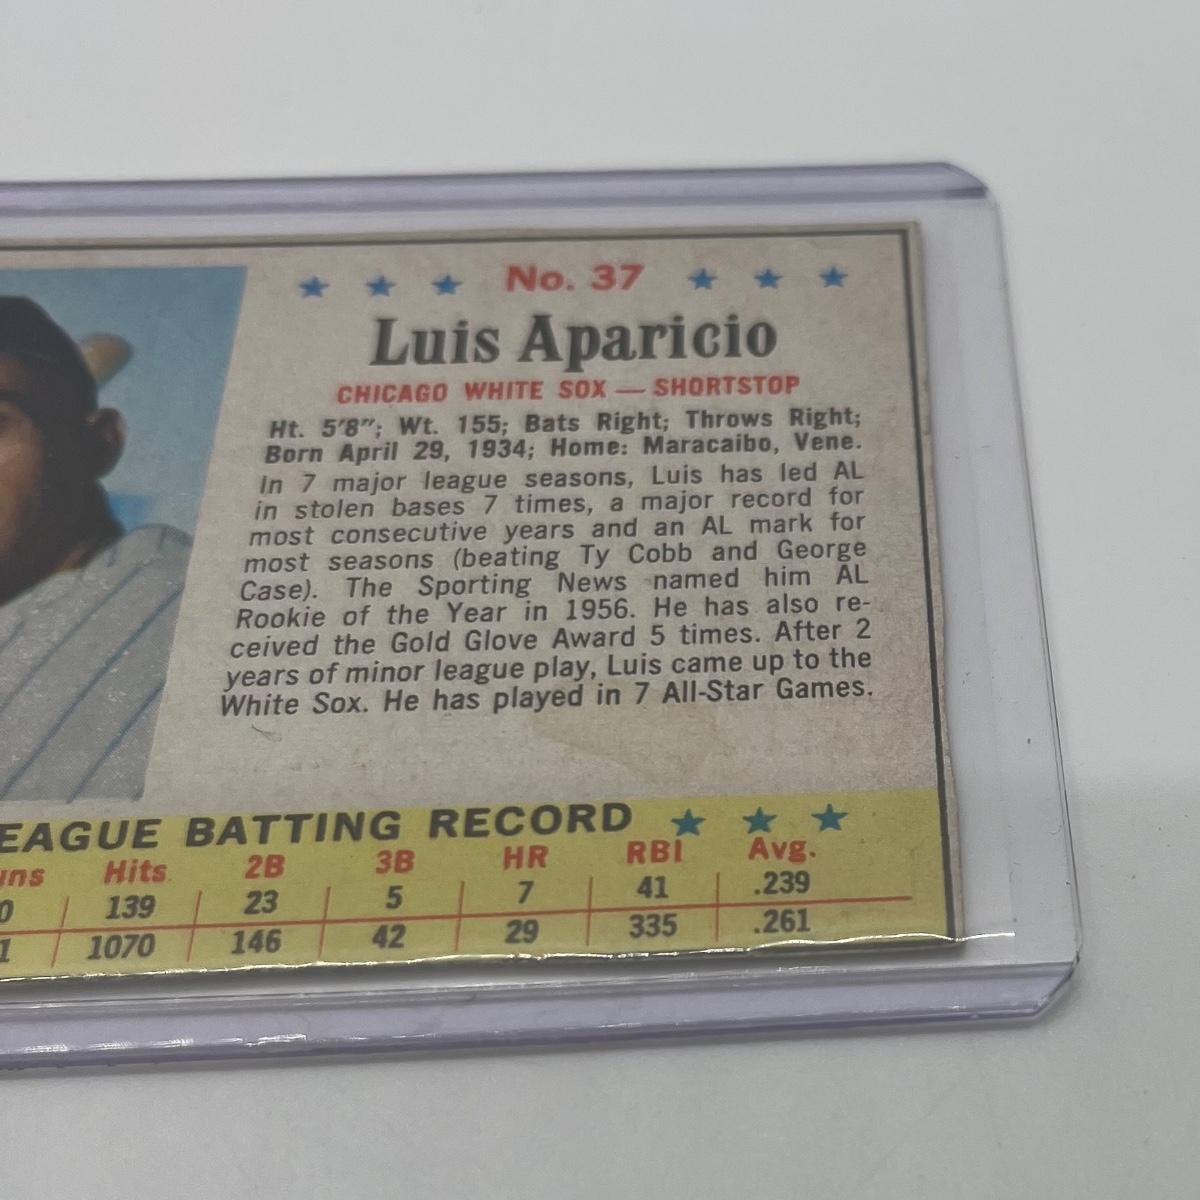 ★ ★ ★ No. 37 ★ ★ ★
Luis Aparicio
CHICAGO WHITE SOX — SHORTSTOP
Ht. 5'8"; Wt. 155; Bats Right; Throws Right;
Born April 29, 1934; Home: Maracaibo, Vene.
In 7 major league seasons, Luis has led AL
in stolen bases 7 times, a major record for
most consecutive years and an AL mark for
most seasons (beating Ty Cobb and George
Case). The Sporting News named him AL
Rookie of the Year in 1956. He has also re-
ceived the Gold Glove Award 5 times. After 2
years of minor league play, Luis came up to the
White Sox. He has played in 7 All-Star Games.
EAGUE BATTING RECORD ★ ★ ★
uns Hits 2B 3B HR RBI Avg.
0 139 23 5 7 41 .239
1 1070 146 42 29 335 .261